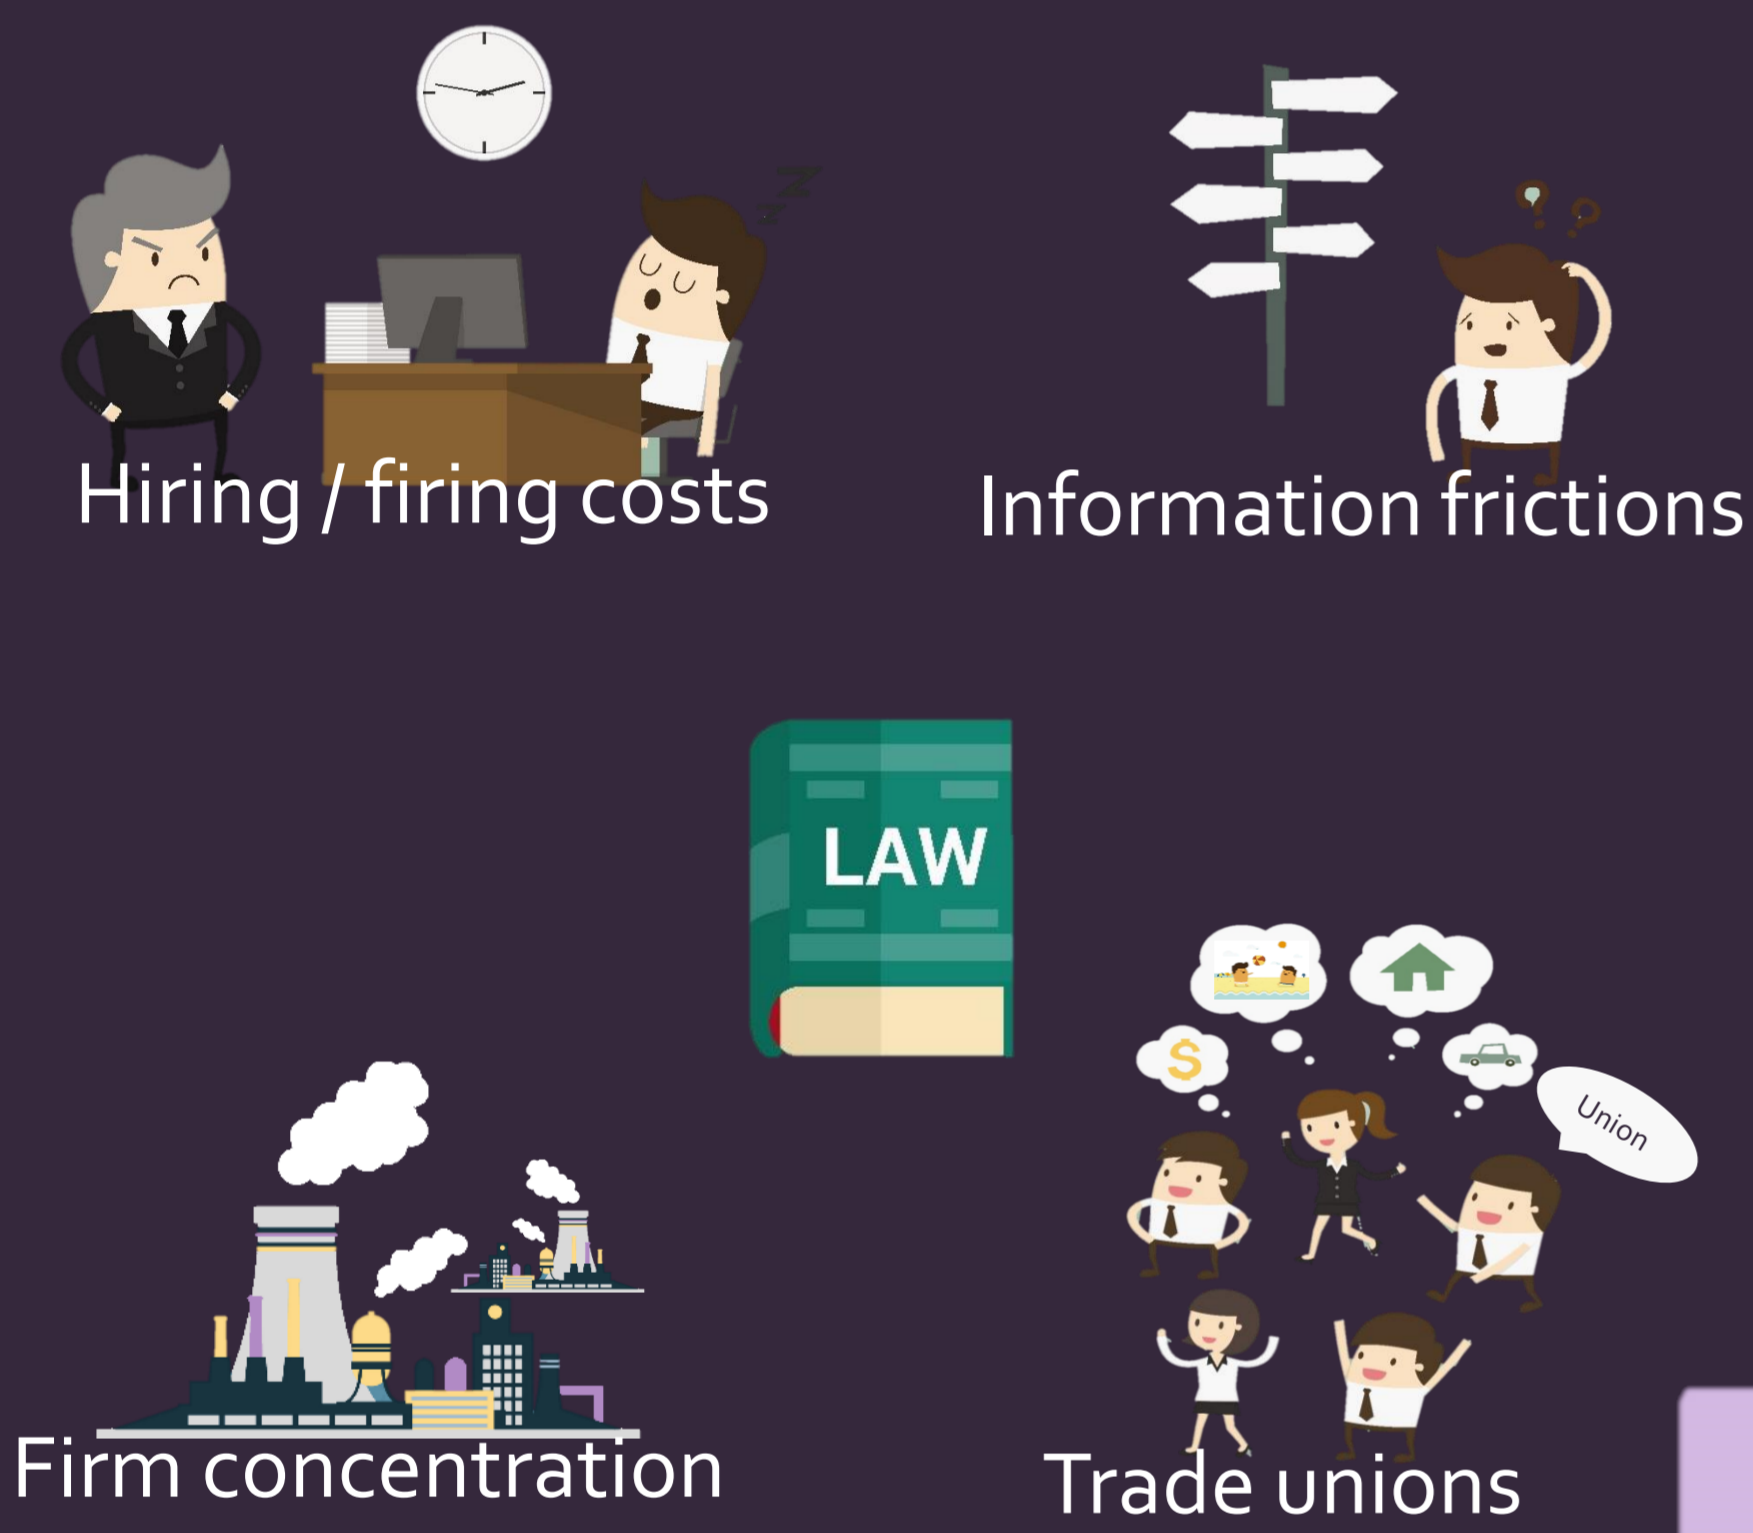 Hiring / firing costs
Information frictions
LAW
$
Union
Firm concentration
Trade unions